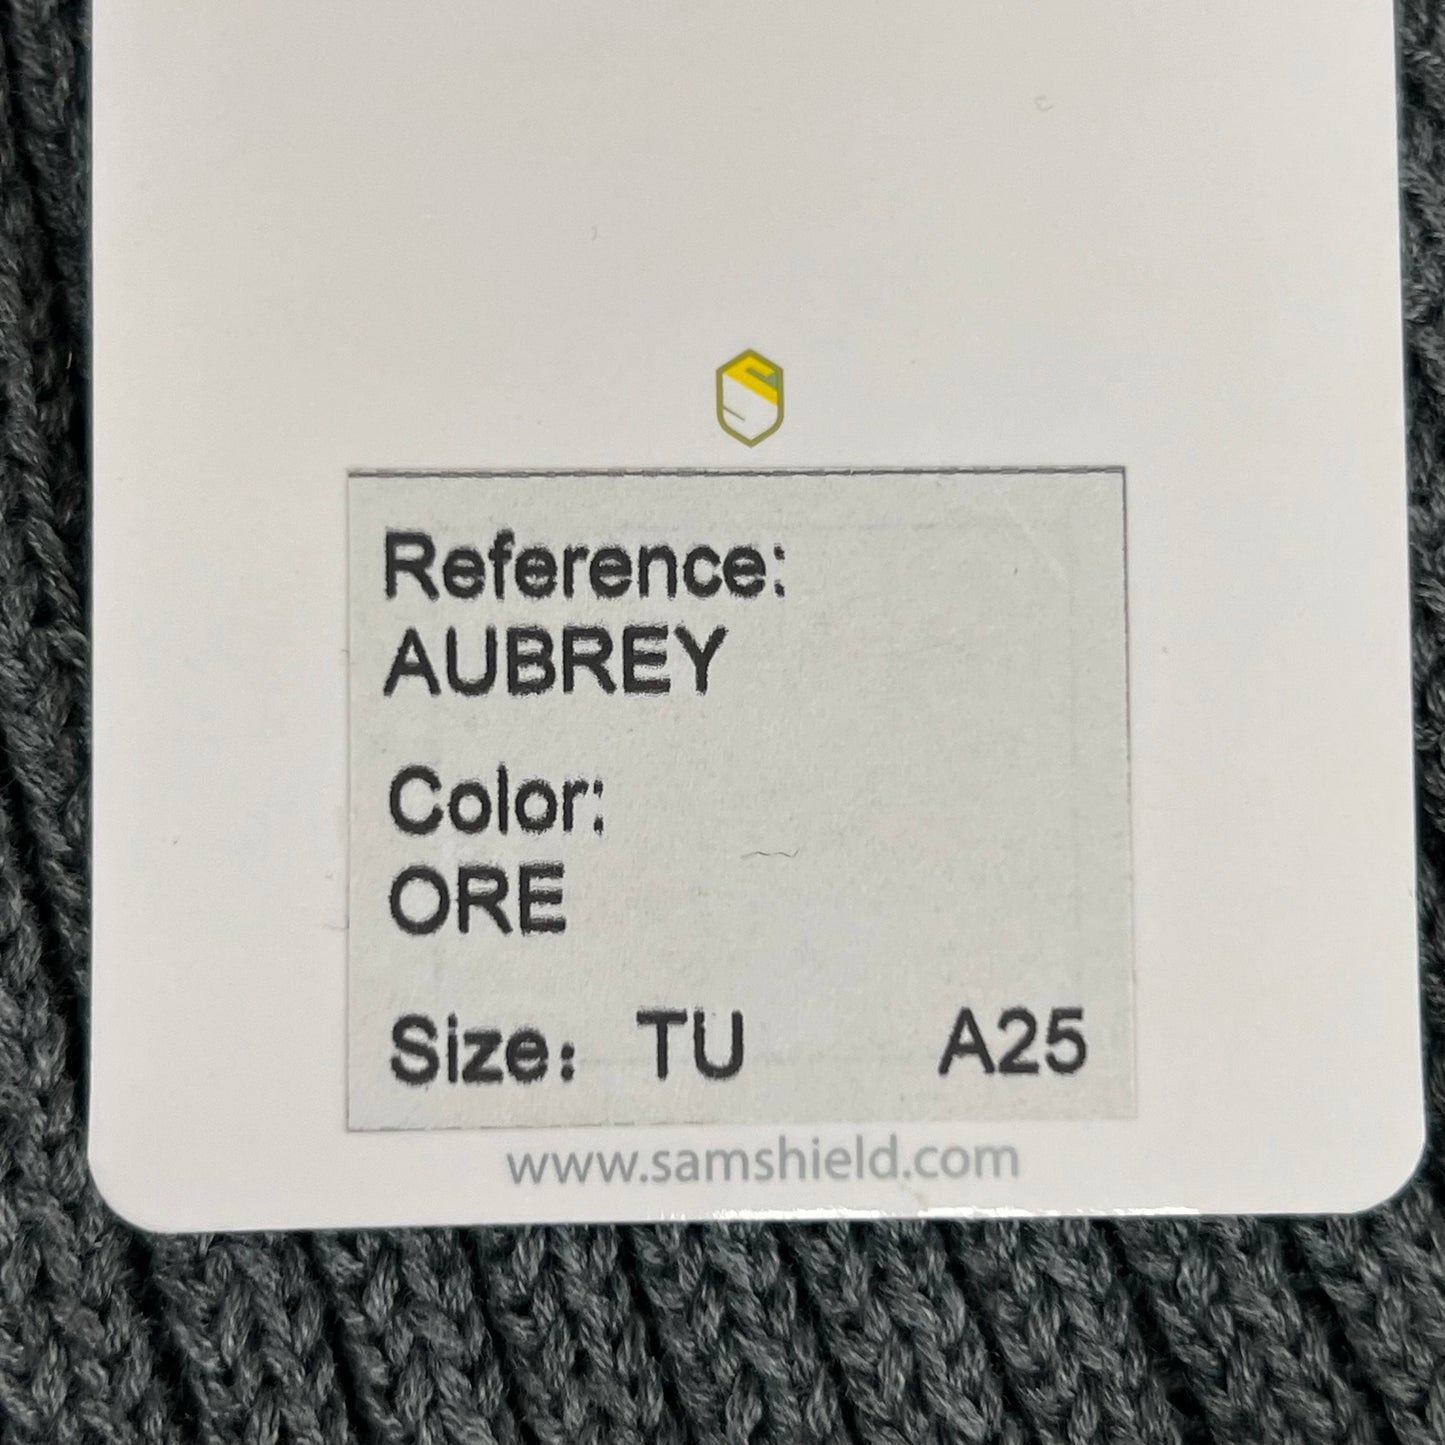 Reference:
AUBREY
Color:
ORE
Size: TU A25
www.samshield.com